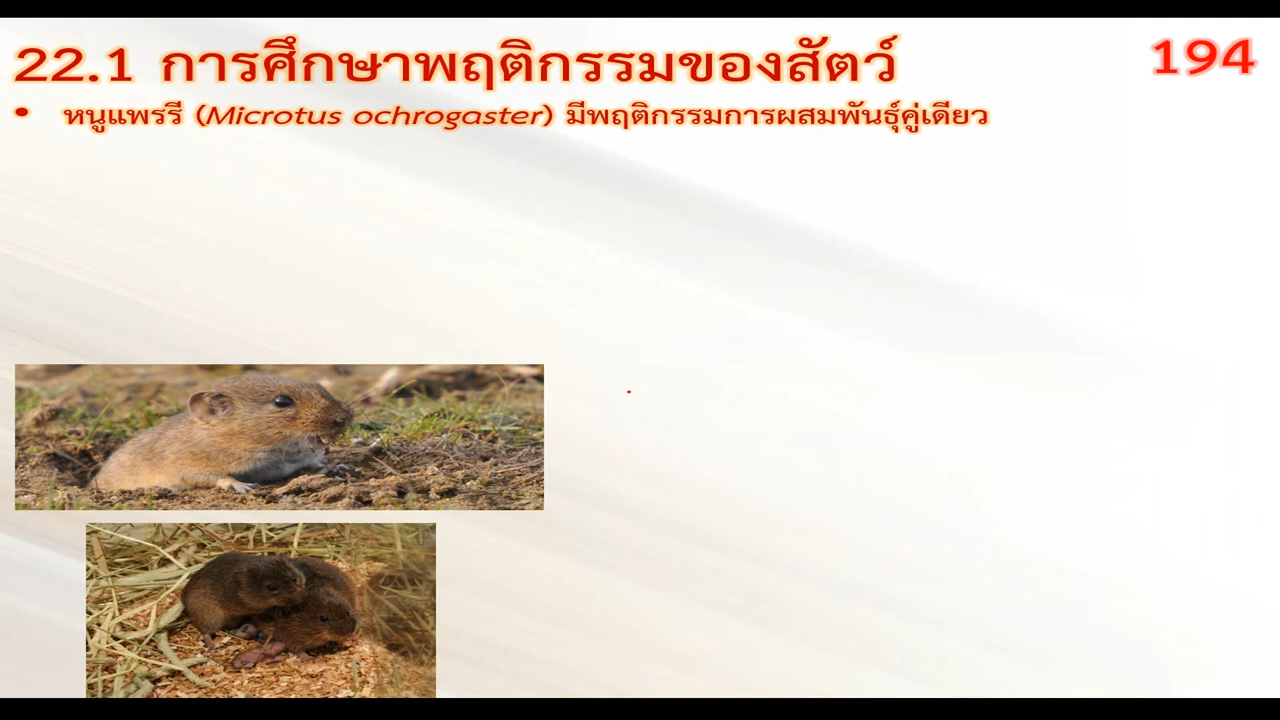 22.1 การศึกษาพฤติกรรมของสัตว์
194
• หนูแพรรี (Microtus ochrogaster) มีพฤติกรรมการผสมพันธุ์คู่เดียว